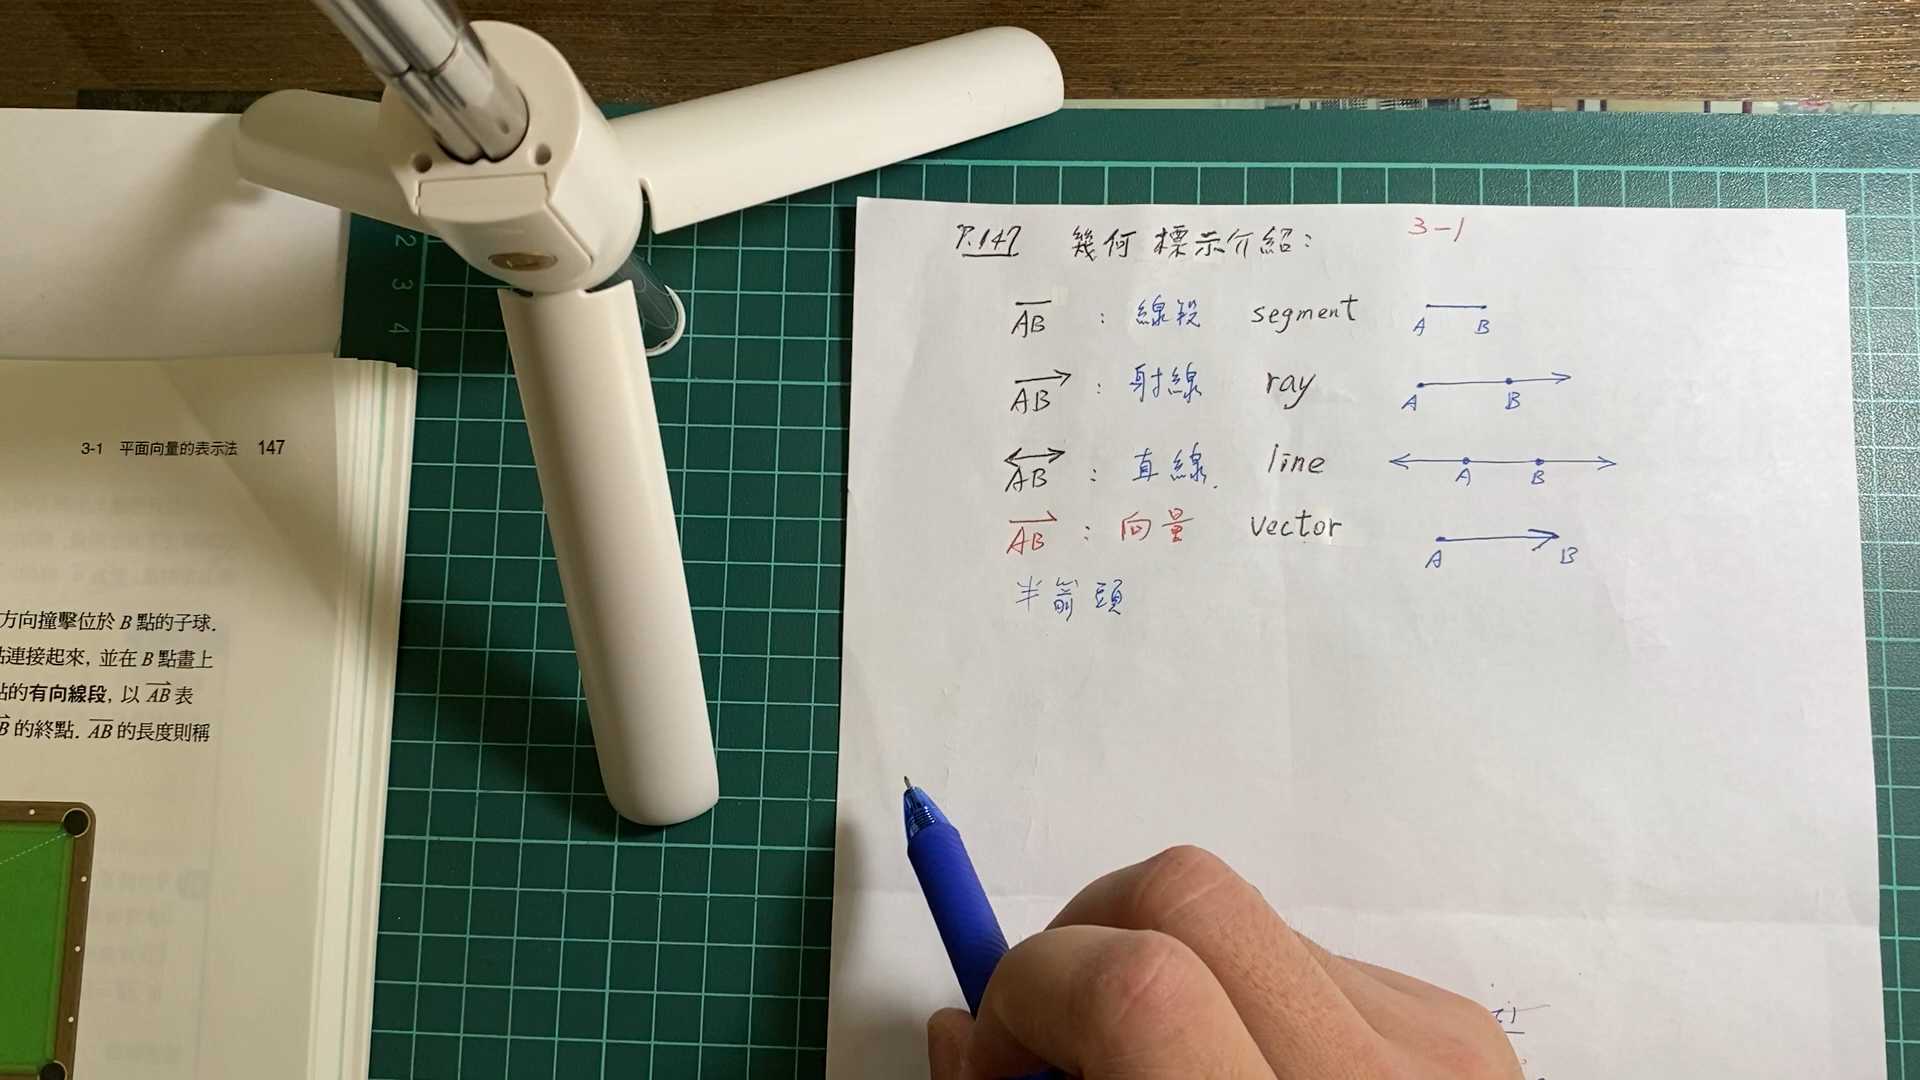 2
3
4
3-1 平面向量的表示法 147
方向撞擊位於 B 點的子球.
連接起來, 並在 B 點畫上
的有向線段, 以 AB 表
B 的終點. AB 的長度則稱
P.147 幾何標示介紹: 3-1
AB : 線段 segment A B
AB : 射線 ray A B
AB : 直線 line A B
AB : 向量 vector A B
半箭頭